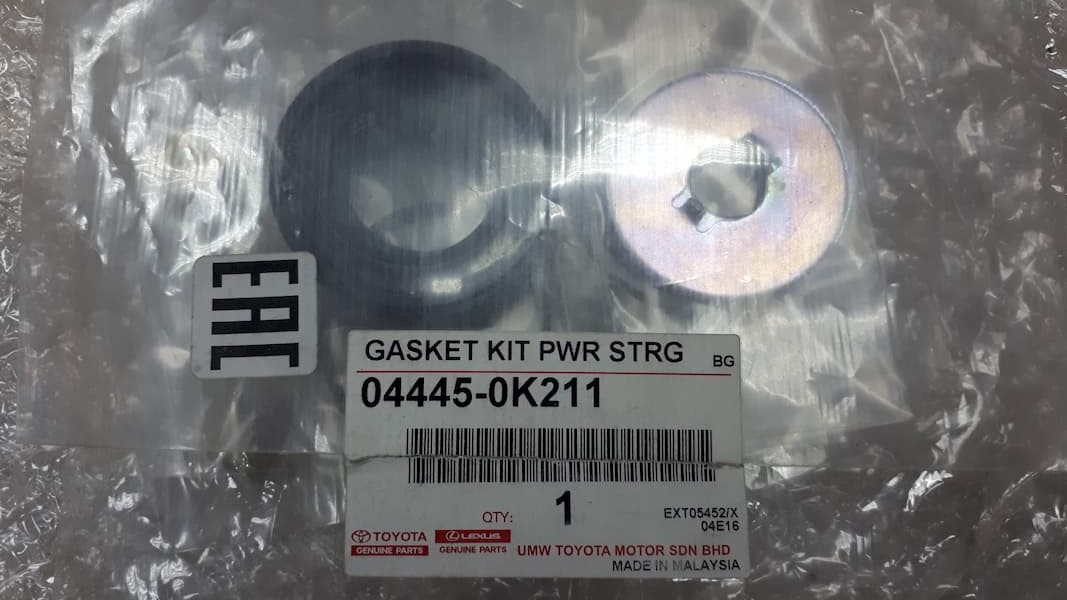 EAC
GASKET KIT PWR STRG BG
04445-0K211
QTY: 1
EXT05452/X
04E16
TOYOTA LEXUS
GENUINE PARTS GENUINE PARTS
UMW TOYOTA MOTOR SDN BHD
MADE IN MALAYSIA